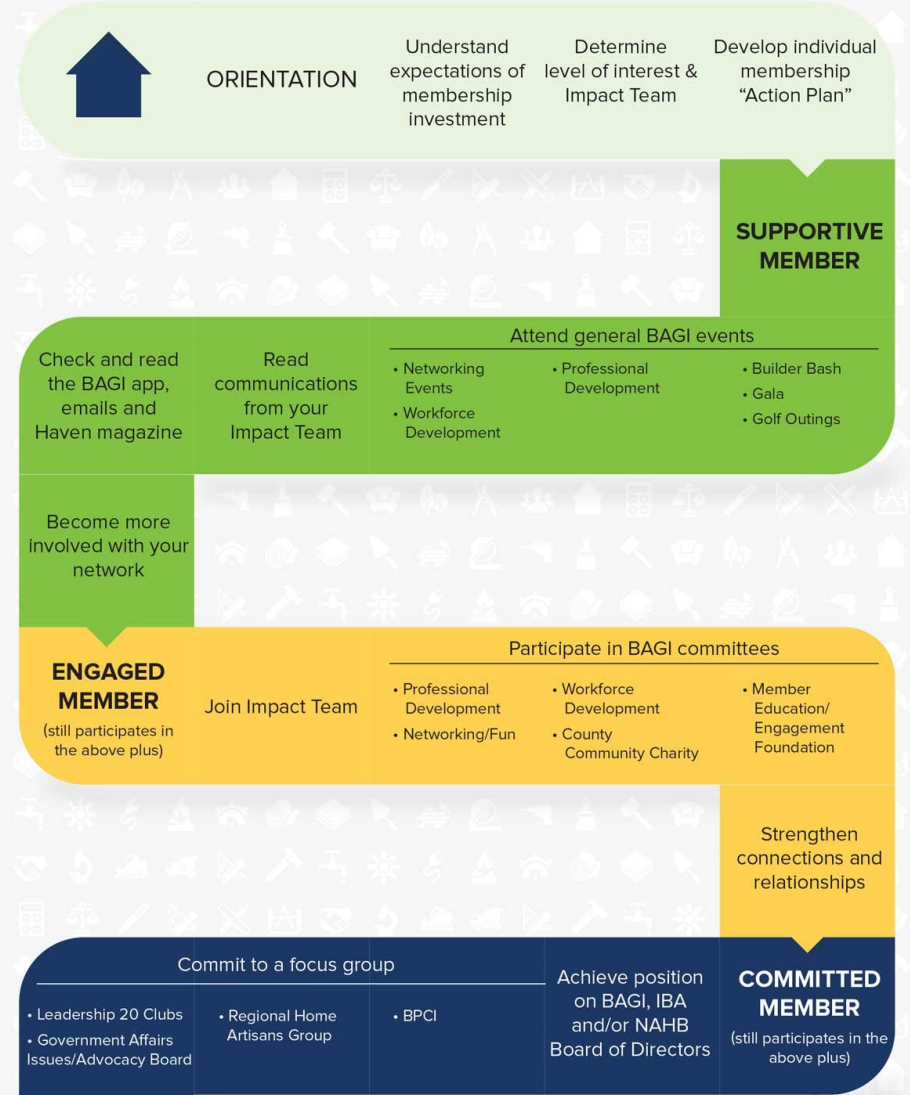 ORIENTATION
Understand
expectations of
membership
investment
Determine
level of interest &
Impact Team
Develop individual
membership
“Action Plan”
SUPPORTIVE
MEMBER
Check and read
the BAGI app,
emails and
Haven magazine
Read
communications
from your
Impact Team
Attend general BAGI events
• Networking
Events
• Workforce
Development
• Professional
Development
• Builder Bash
• Gala
• Golf Outings
Become more
involved with your
network
ENGAGED
MEMBER
(still participates in
the above plus)
Join Impact Team
Participate in BAGI committees
• Professional
Development
• Networking/Fun
• Workforce
Development
• County
Community Charity
• Member
Education/
Engagement
Foundation
Strengthen
connections and
relationships
COMMITTED
MEMBER
(still participates in the
above plus)
Achieve position
on BAGI, IBA
and/or NAHB
Board of Directors
Commit to a focus group
• Leadership 20 Clubs
• Government Affairs
Issues/Advocacy Board
• Regional Home
Artisans Group
• BPCI